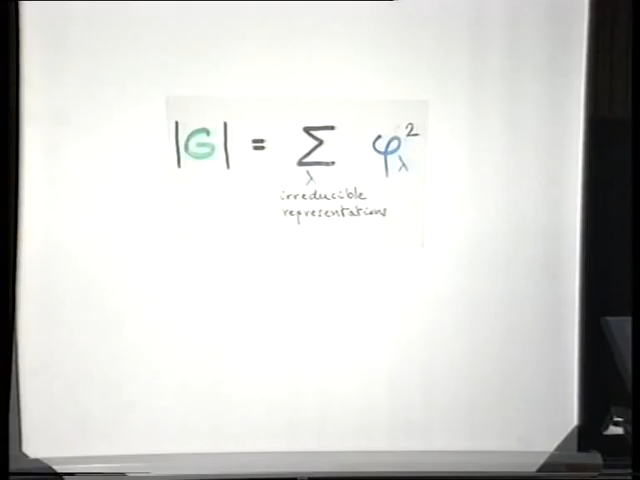 |G| = Σ φ_λ^2
λ
irreducible
representations